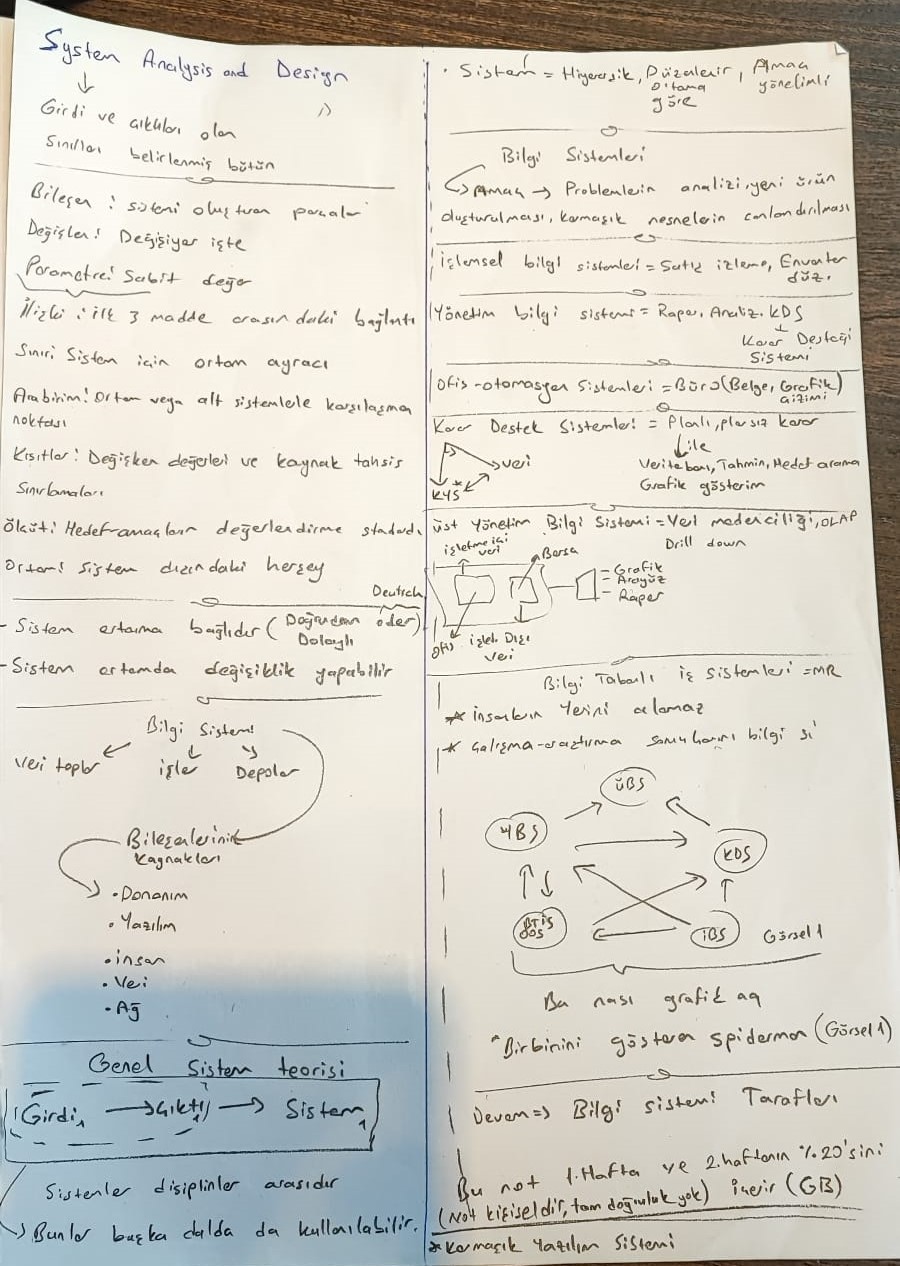 System Analysis and Design
Girdi ve çıktıları olan
Sınırları belirlenmiş bütün
Bileşen : sistemi oluşturan parçalar
Değişken: Değişiyor işte
Parametre: Sabit değer
İlişki : ilk 3 madde arasındaki bağlantı
Sınır: Sistem için ortam ayracı
Arabirim: Ortam veya alt sistemlele karşılaşma
noktası
Kısıtlar: Değişken değerleri ve kaynak tahsis
Sınırlamaları
Ölçüt: Hedef-amaçların değerlendirme standardı
Ortam: Sistem dışındaki herşey
Deutsch
- Sistem ortama bağlıdır (Doğrudan öder)
Dolaylı
- Sistem ortamda değişiklik yapabilir
Bilgi Sistemi
Veri toplar işler Depolar
Bileşenlerinin
Kaynakları
• Donanım
• Yazılım
• insan
• Veri
• Ağ
Genel Sistem teorisi
Girdi → Çıktı → Sistem
Sistemler disiplinler arasıdır
Bunlar başka dalda da kullanılabilir.
• Sistem = Hiyerarşik, Düzenlenir, Amaç
ortama yönelimli
göre
Bilgi Sistemleri
Amaç → Problemlerin analizi, yeni ürün
oluşturulması, karmaşık nesnelerin canlandırılması
İşlemsel bilgi sistemleri = Satış izleme, Envanter
düz.
Yönetim bilgi sistemi = Rapor, Analiz, KDS
Karar Desteği
Sistemi
Ofis-otomasyon Sistemleri = Büro (Belge, Grafik)
Çizimi
Karar Destek Sistemleri = Planlı, plansız karar
ile
veri
KYS
Veritabanı, Tahmin, Hedef arama
Grafik gösterim
Üst Yönetim Bilgi Sistemi = Veri madenciliği, OLAP
Drill down
işletme içi
veri
Borsa
= Grafik
- Arayüz
- Rapor
ofis
işlet. Dışı
Veri
Bilgi Tabanlı iş Sistemleri = MR
* insanların Yerini alamaz
* Çalışma-araştırma sonuçlarını bilgi si
ÜBS
YBS
KDS
OOS
İBS
Görsel 1
Bu nası grafik aq
*Birbirini gösteren spiderman (Görsel 1)
Devam => Bilgi sistemi Tarafları
Bu not 1. Hafta ve 2. haftanın %20'sini
(Not kişiseldir, tam doğruluk yok) içerir (GB)
* Karmaşık Yazılım Sistemi